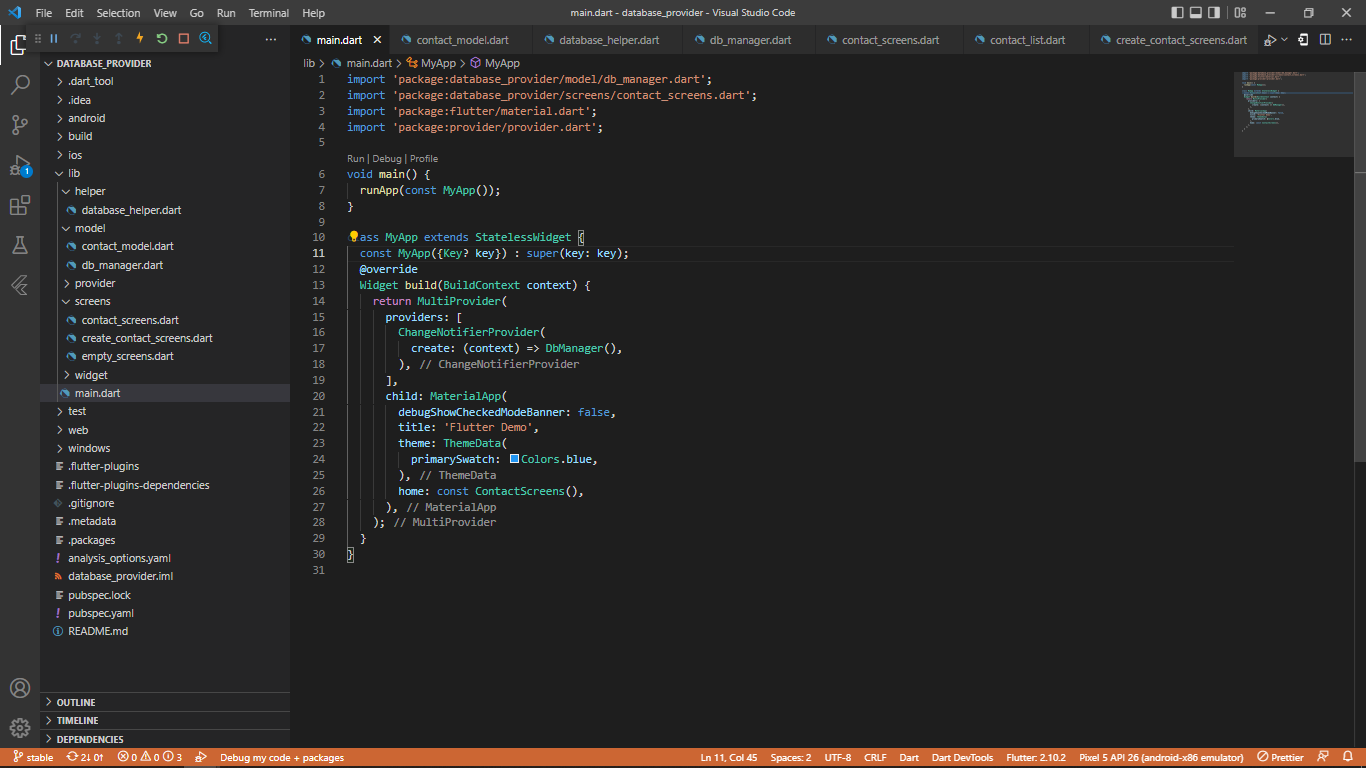 File Edit Selection View Go Run Terminal Help
main.dart - database_provider - Visual Studio Code
main.dart contact_model.dart database_helper.dart db_manager.dart contact_screens.dart contact_list.dart create_contact_screens.dart
DATABASE_PROVIDER
.dart_tool
.idea
android
build
ios
lib
helper
database_helper.dart
model
contact_model.dart
db_manager.dart
provider
screens
contact_screens.dart
create_contact_screens.dart
empty_screens.dart
widget
main.dart
test
web
windows
.flutter-plugins
.flutter-plugins-dependencies
.gitignore
.metadata
.packages
analysis_options.yaml
database_provider.iml
pubspec.lock
pubspec.yaml
README.md
OUTLINE
TIMELINE
DEPENDENCIES
1
lib > main.dart > MyApp > MyApp
1 import 'package:database_provider/model/db_manager.dart';
2 import 'package:database_provider/screens/contact_screens.dart';
3 import 'package:flutter/material.dart';
4 import 'package:provider/provider.dart';
5
Run | Debug | Profile
6 void main() {
7 runApp(const MyApp());
8 }
9
10 ass MyApp extends StatelessWidget {
11 const MyApp({Key? key}) : super(key: key);
12 @override
13 Widget build(BuildContext context) {
14 return MultiProvider(
15 providers: [
16 ChangeNotifierProvider(
17 create: (context) => DbManager(),
18 ), // ChangeNotifierProvider
19 ],
20 child: MaterialApp(
21 debugShowCheckedModeBanner: false,
22 title: 'Flutter Demo',
23 theme: ThemeData(
24 primarySwatch: Colors.blue,
25 ), // ThemeData
26 home: const ContactScreens(),
27 ), // MaterialApp
28 ); // MultiProvider
29 }
30 }
31
stable 2↓ 0↑ 0 0 3 Debug my code + packages Ln 11, Col 45 Spaces: 2 UTF-8 CRLF Dart Dart DevTools Flutter: 2.10.2 Pixel 5 API 26 (android-x86 emulator) Prettier